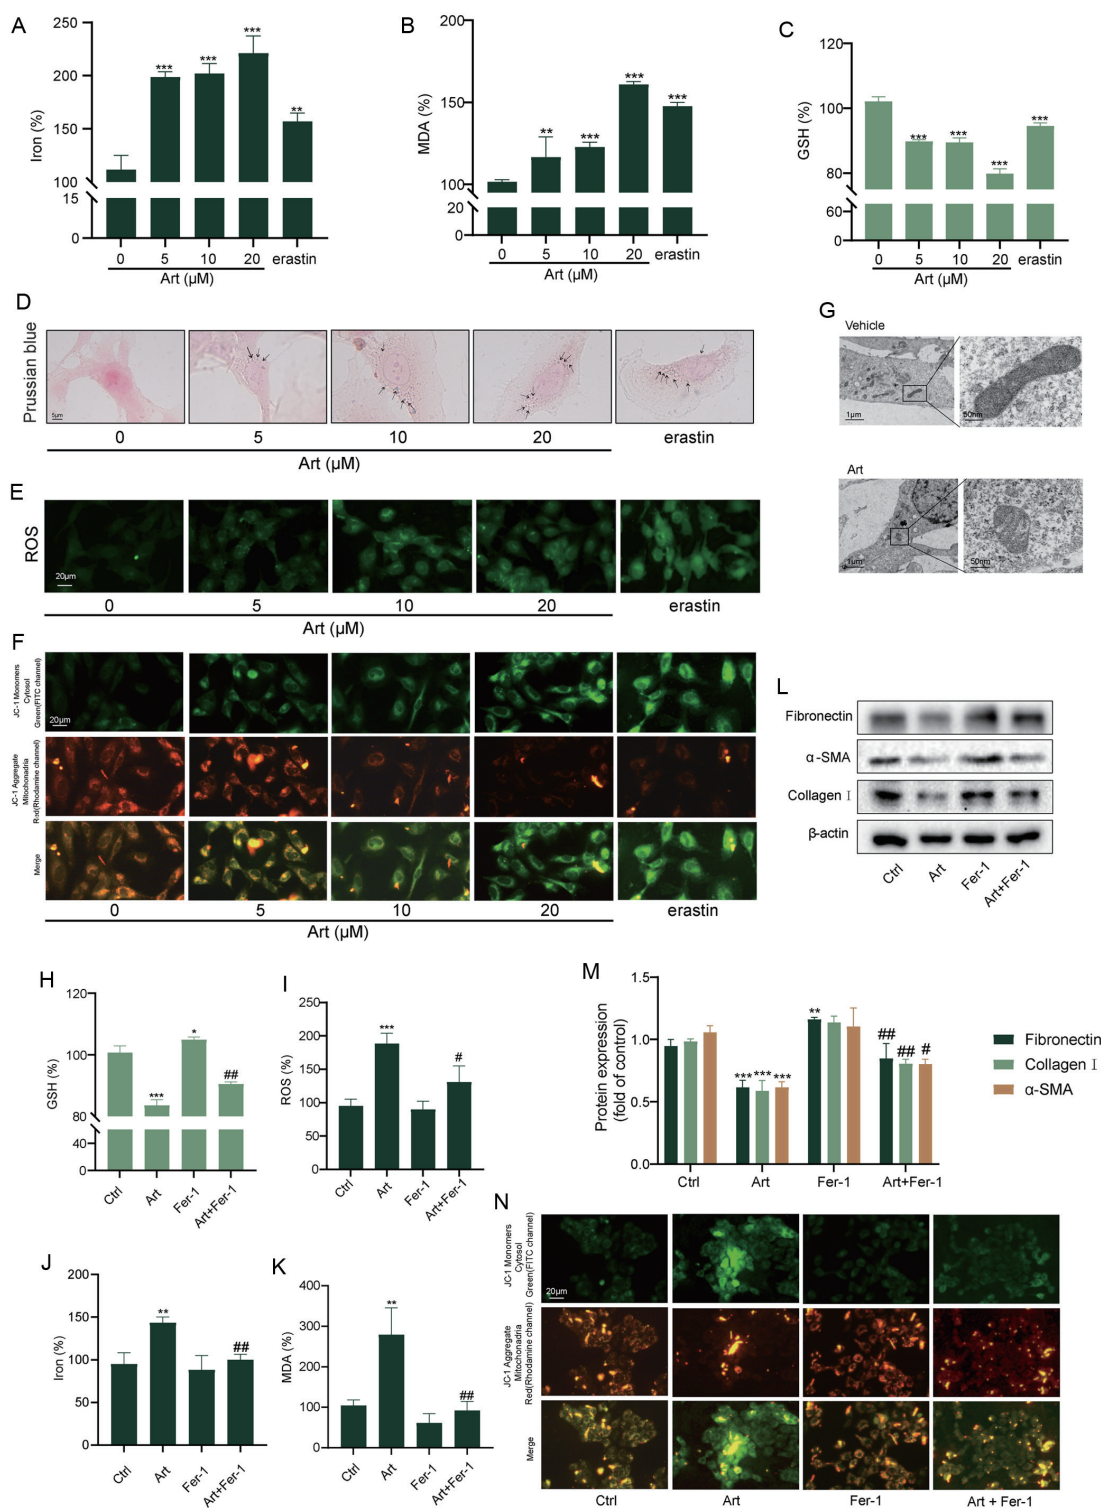 A
Iron (%)
250
200
150
100
15
0
***
***
***
**
0 5 10 20 erastin
Art (μM)
B
MDA (%)
200
150
100
20
0
**
***
***
***
0 5 10 20 erastin
Art (μM)
C
GSH (%)
120
100
80
60
0
***
***
***
***
0 5 10 20 erastin
Art (μM)
D
Prussian blue
5μm
0 5 10 20 erastin
Art (μM)
G
Vehicle
1μm
50nm
Art
1μm
50nm
E
ROS
20μm
0 5 10 20 erastin
Art (μM)
F
JC-1 Monomers
Cytosol
Green(FITC channel)
20μm
JC-1 Aggregate
Mitochonadria
Red(Rhodamine channel)
Merge
0 5 10 20 erastin
Art (μM)
L
Fibronectin
α-SMA
Collagen Ⅰ
β-actin
Ctrl Art Fer-1 Art+Fer-1
H
GSH (%)
120
100
80
40
0
***
*
##
Ctrl Art Fer-1 Art+Fer-1
I
ROS (%)
250
200
150
100
50
0
***
#
Ctrl Art Fer-1 Art+Fer-1
M
Protein expression
(fold of control)
1.5
1.0
0.5
0.0
*** *** ***
**
## ## #
Ctrl Art Fer-1 Art+Fer-1
Fibronectin
Collagen Ⅰ
α-SMA
J
Iron (%)
200
150
100
50
0
**
##
Ctrl Art Fer-1 Art+Fer-1
K
MDA (%)
400
300
200
100
0
**
##
Ctrl Art Fer-1 Art+Fer-1
N
JC-1 Monomers
Cytosol
Green(FITC channel)
20μm
JC-1 Aggregate
Mitochonadria
Red(Rhodamine channel)
Merge
Ctrl Art Fer-1 Art + Fer-1